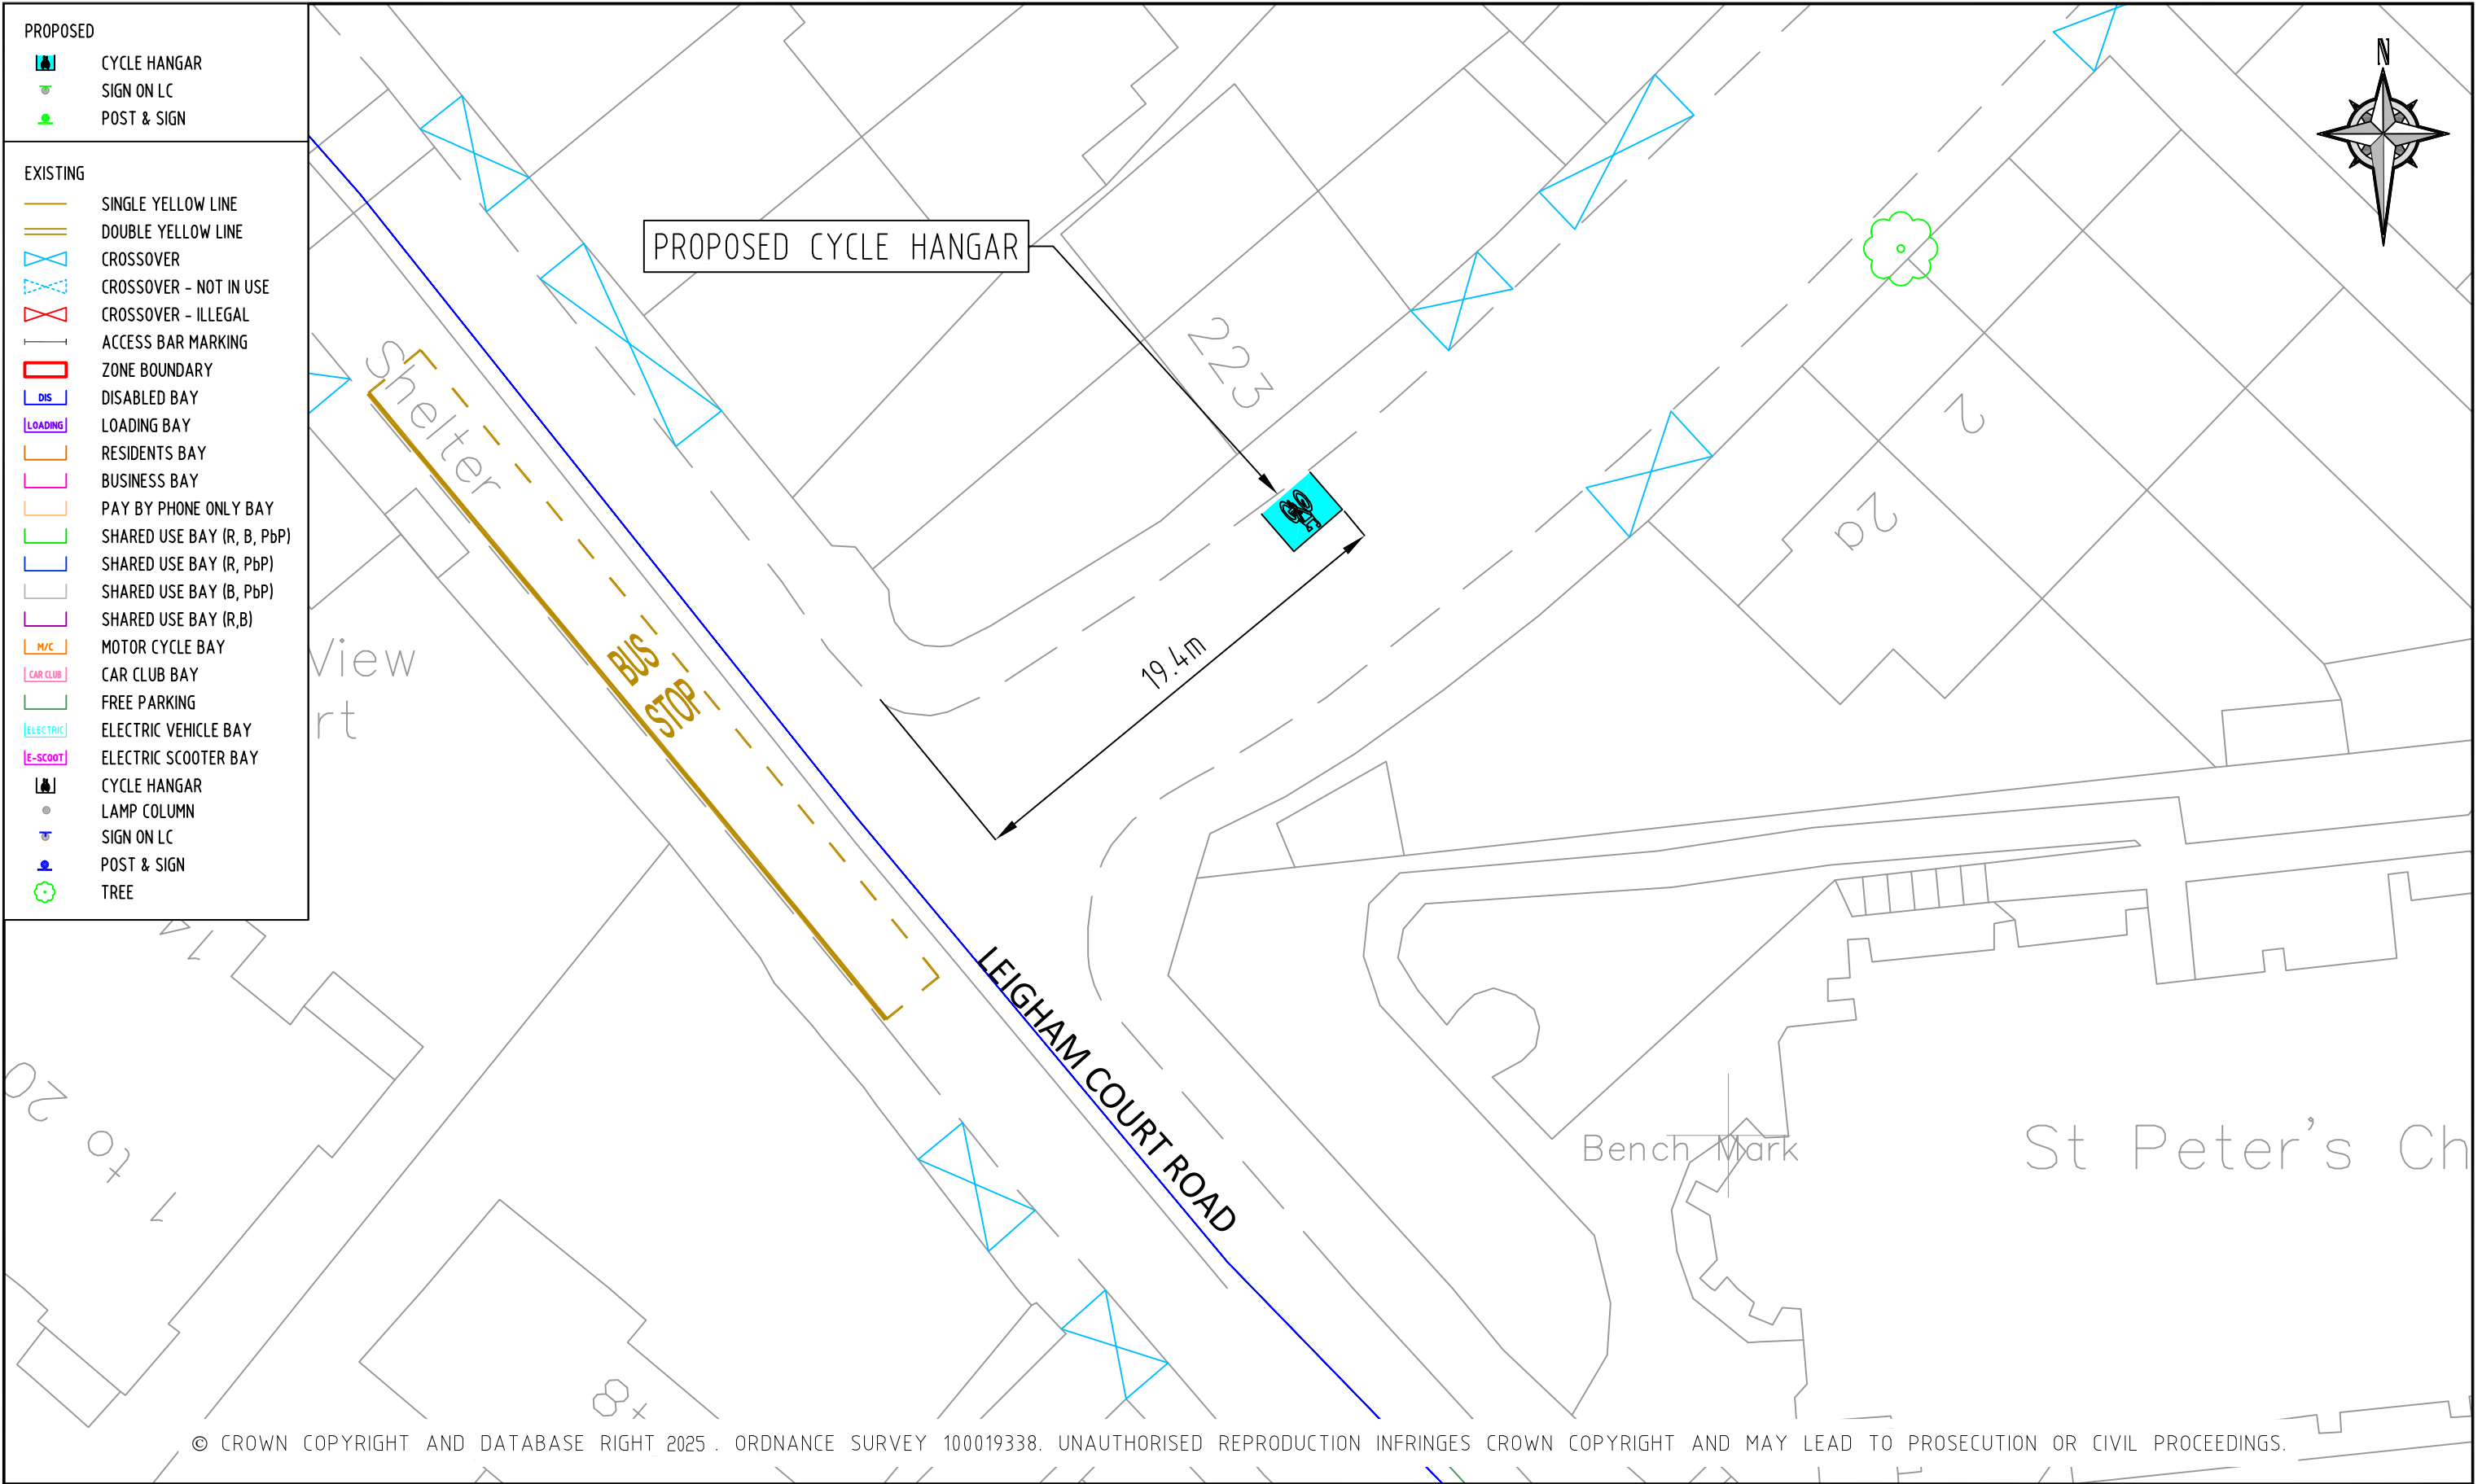 PROPOSED
CYCLE HANGAR
SIGN ON LC
POST & SIGN
EXISTING
SINGLE YELLOW LINE
DOUBLE YELLOW LINE
CROSSOVER
CROSSOVER - NOT IN USE
CROSSOVER - ILLEGAL
ACCESS BAR MARKING
ZONE BOUNDARY
DIS DISABLED BAY
LOADING LOADING BAY
RESIDENTS BAY
BUSINESS BAY
PAY BY PHONE ONLY BAY
SHARED USE BAY (R, B, PbP)
SHARED USE BAY (R, PbP)
SHARED USE BAY (B, PbP)
SHARED USE BAY (R,B)
M/C MOTOR CYCLE BAY
CAR CLUB CAR CLUB BAY
FREE PARKING
ELECTRIC ELECTRIC VEHICLE BAY
E-SCOOT ELECTRIC SCOOTER BAY
CYCLE HANGAR
LAMP COLUMN
SIGN ON LC
POST & SIGN
TREE
N
PROPOSED CYCLE HANGAR
223
Shelter
2
2a
19.4m
BUS
STOP
View
rt
LEIGHAM COURT ROAD
Bench Mark
St Peter's Ch
1 to 20
8
© CROWN COPYRIGHT AND DATABASE RIGHT 2025 . ORDNANCE SURVEY 100019338. UNAUTHORISED REPRODUCTION INFRINGES CROWN COPYRIGHT AND MAY LEAD TO PROSECUTION OR CIVIL PROCEEDINGS.